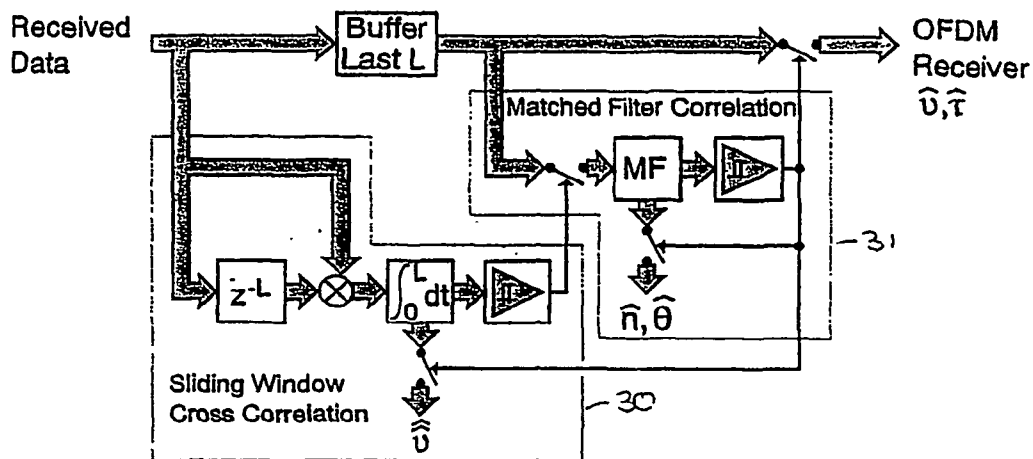 Received
Data
Buffer
Last L
OFDM
Receiver
υ̂,τ̂
Matched Filter Correlation
MF
31
n̂,θ̂
z⁻ᴸ
∫₀ᴸdt
Sliding Window
Cross Correlation
30
υ̂̂